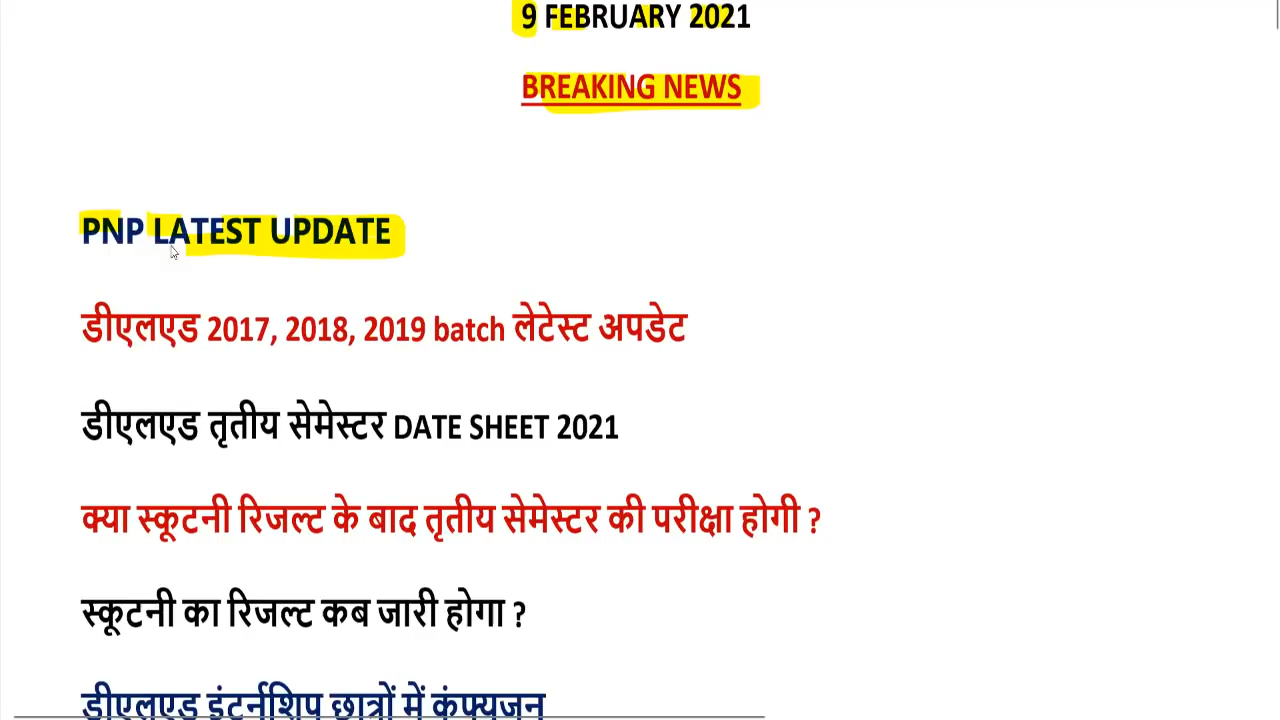 9 FEBRUARY 2021
BREAKING NEWS
PNP LATEST UPDATE
डीएलएड 2017, 2018, 2019 batch लेटेस्ट अपडेट
डीएलएड तृतीय सेमेस्टर DATE SHEET 2021
क्या स्कूटनी रिजल्ट के बाद तृतीय सेमेस्टर की परीक्षा होगी ?
स्कूटनी का रिजल्ट कब जारी होगा ?
डीएलएड इंटर्नशिप छात्रों में कंफ्यूजन